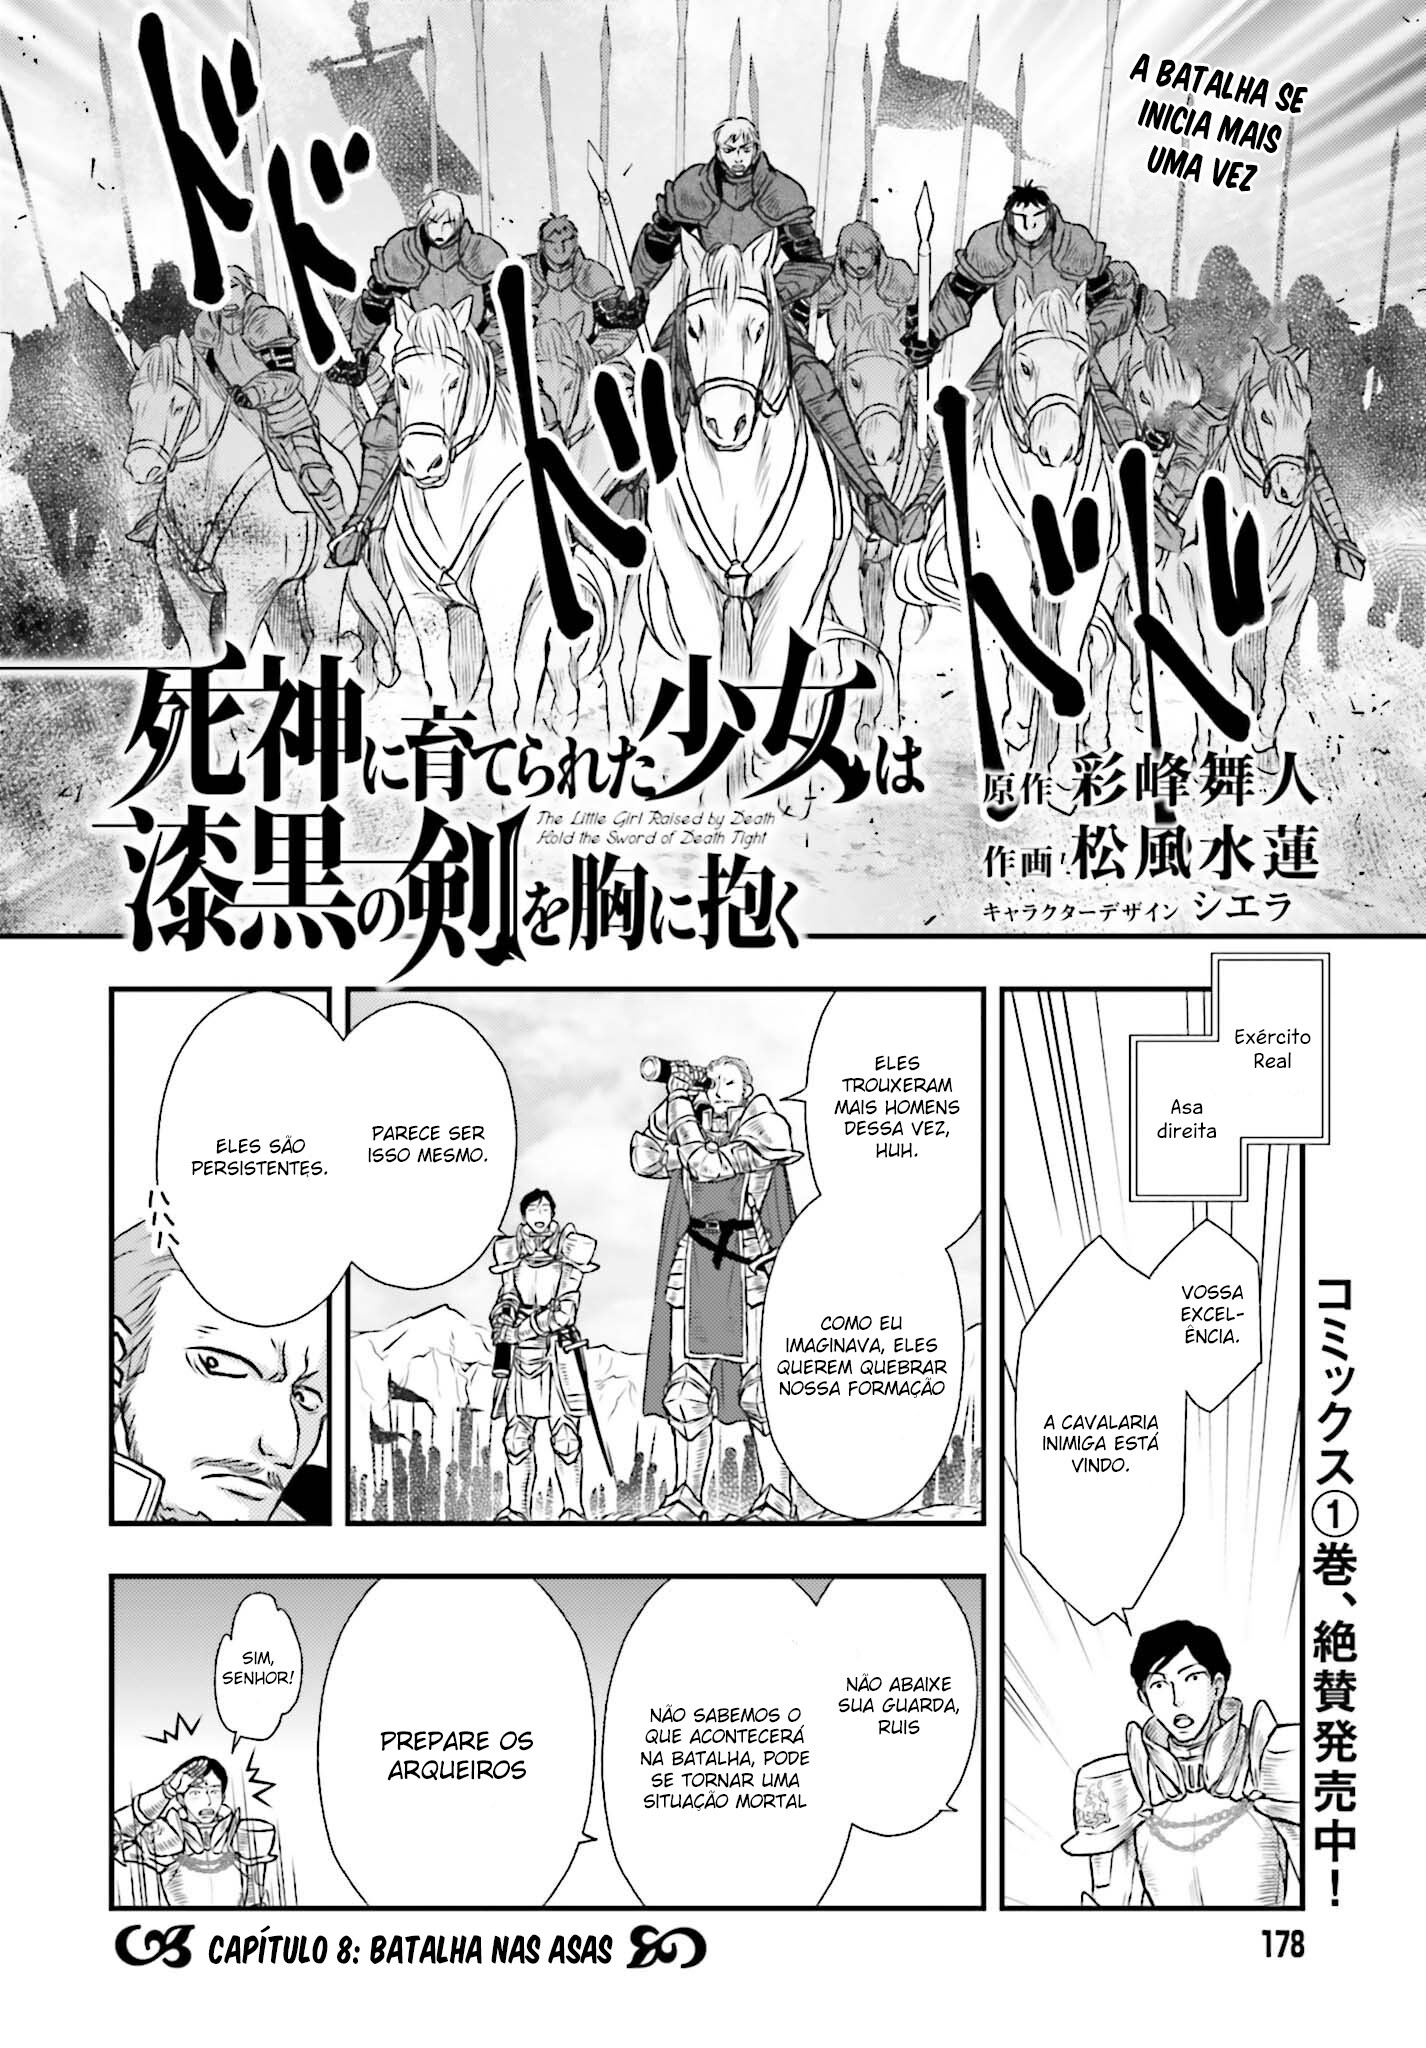 A BATALHA SE
INICIA MAIS
UMA VEZ
ドドド
ドド
ドド
死神に育てられた少女は
漆黒の剣を胸に抱く
The Little Girl Raised by Death
Hold the Sword of Death Tight
原作 彩峰舞人
作画 松風水蓮
キャラクターデザイン シエラ
Exército
Real
Asa
direita
VOSSA
EXCEL-
ÊNCIA.
A CAVALARIA
INIMIGA ESTÁ
VINDO.
ELES
TROUXERAM
MAIS HOMENS
DESSA VEZ,
HUH.
COMO EU
IMAGINAVA, ELES
QUEREM QUEBRAR
NOSSA FORMAÇÃO
PARECE SER
ISSO MESMO.
ELES SÃO
PERSISTENTES.
NÃO ABAIXE
SUA GUARDA,
RUIS
NÃO SABEMOS O
QUE ACONTECERÁ
NA BATALHA, PODE
SE TORNAR UMA
SITUAÇÃO MORTAL
PREPARE OS
ARQUEIROS
SIM,
SENHOR!
コミックス①巻、絶賛発売中！
CAPÍTULO 8: BATALHA NAS ASAS
178